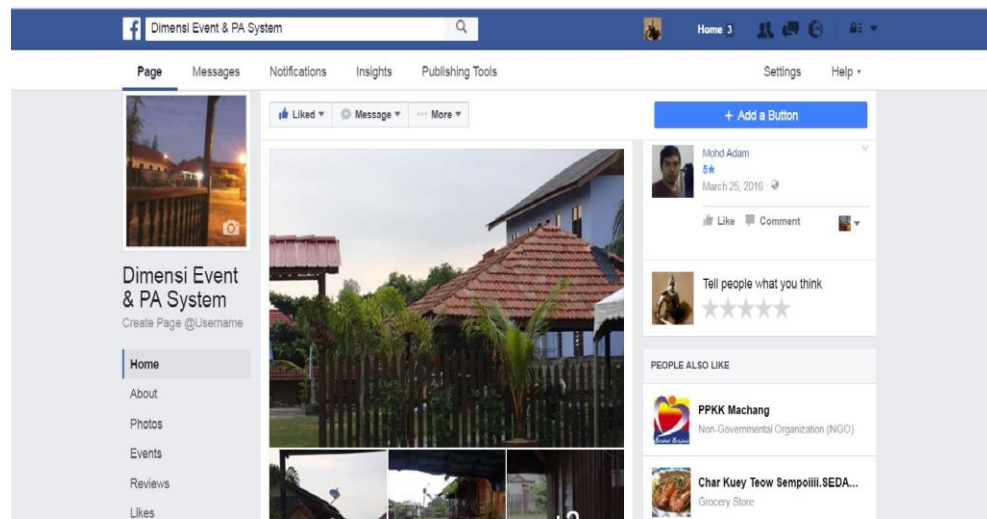 f Dimensi Event & PA System
Home 3
Page Messages Notifications Insights Publishing Tools Settings Help
Liked Message ··· More
+ Add a Button
Mohd Adam
5★
March 25, 2016 ·
Like Comment
Dimensi Event
& PA System
Create Page @Username
Tell people what you think
Home
About
Photos
Events
Reviews
Likes
PEOPLE ALSO LIKE
PPKK Machang
Non-Governmental Organization (NGO)
Char Kuey Teow Sempoiiii.SEDA...
Grocery Store